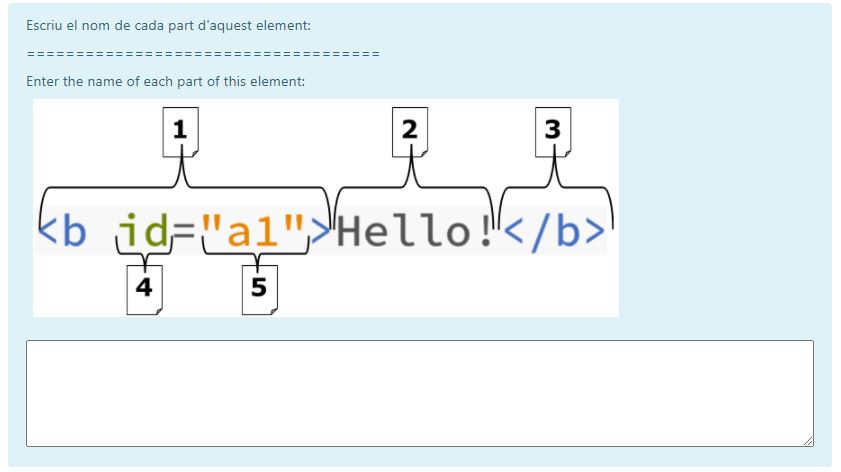 Escriu el nom de cada part d'aquest element:
====================================
Enter the name of each part of this element:
1 2 3
<b id="a1">Hello!</b>
4 5